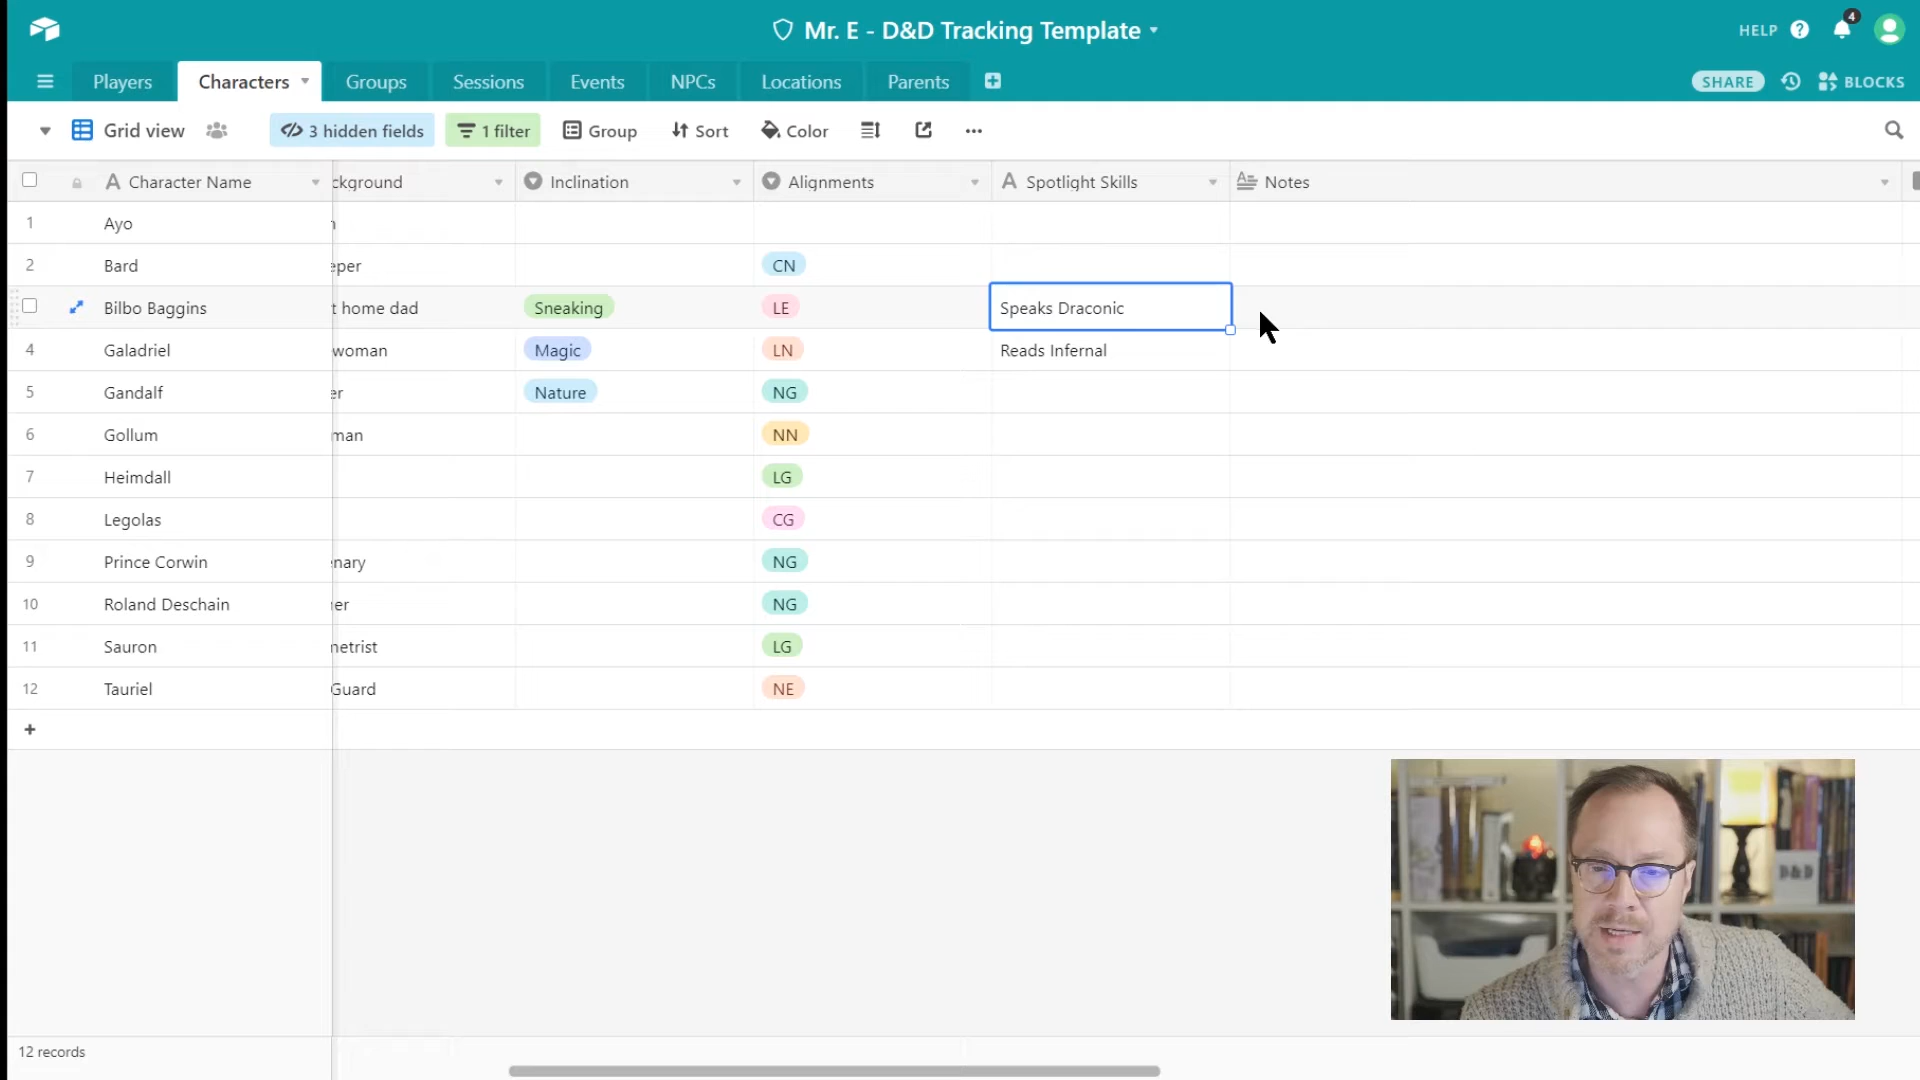 Mr. E - D&D Tracking Template
HELP
4
Players
Characters
Groups
Sessions
Events
NPCs
Locations
Parents
SHARE
BLOCKS
Grid view
3 hidden fields
1 filter
Group
Sort
Color
Character Name ckground Inclination Alignments Spotlight Skills Notes
1 Ayo n
2 Bard eper CN
Bilbo Baggins t home dad Sneaking LE Speaks Draconic
4 Galadriel woman Magic LN Reads Infernal
5 Gandalf er Nature NG
6 Gollum man NN
7 Heimdall LG
8 Legolas CG
9 Prince Corwin enary NG
10 Roland Deschain er NG
11 Sauron metrist LG
12 Tauriel Guard NE
D&D
12 records